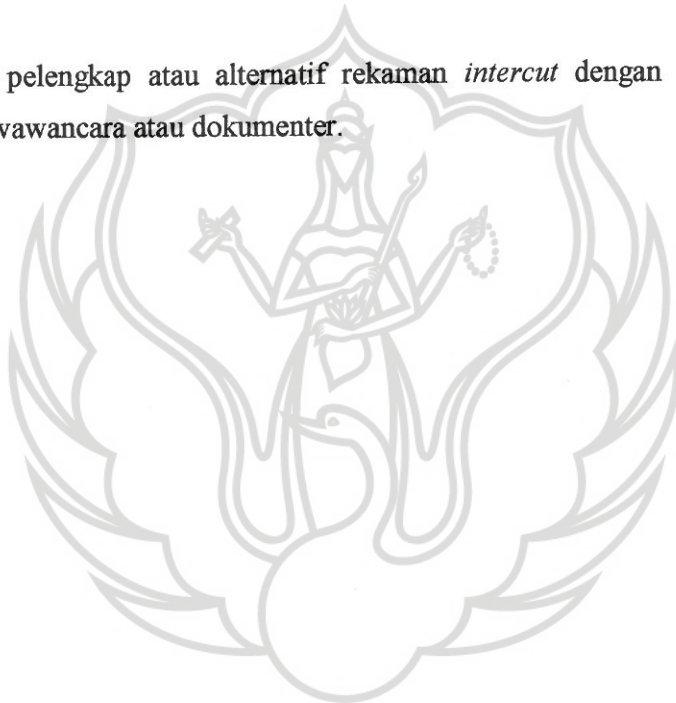 pelengkap atau alternatif rekaman intercut dengan
wawancara atau dokumenter.